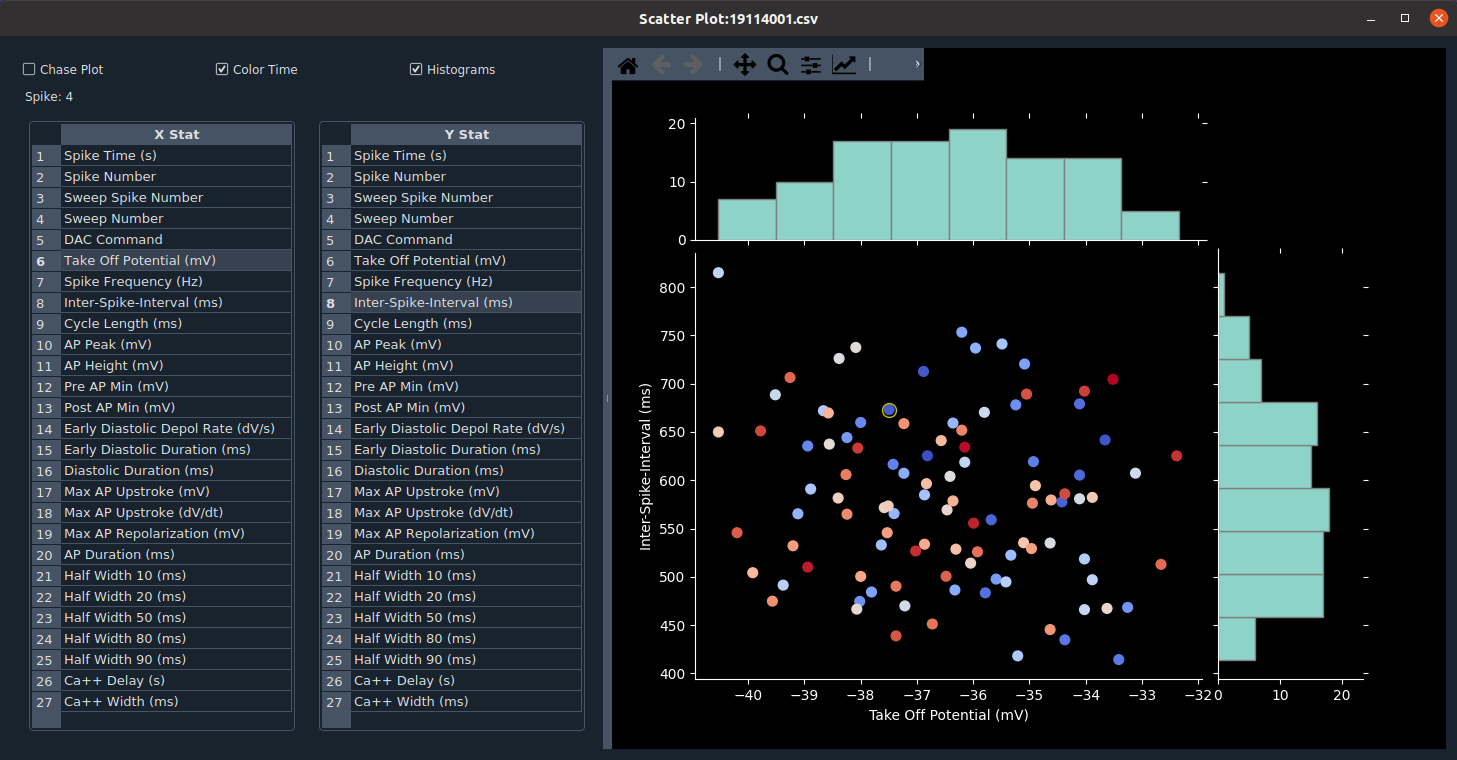 Scatter Plot:19114001.csv
Chase Plot
Color Time
Histograms
Spike: 4
X Stat
1 Spike Time (s)
2 Spike Number
3 Sweep Spike Number
4 Sweep Number
5 DAC Command
6 Take Off Potential (mV)
7 Spike Frequency (Hz)
8 Inter-Spike-Interval (ms)
9 Cycle Length (ms)
10 AP Peak (mV)
11 AP Height (mV)
12 Pre AP Min (mV)
13 Post AP Min (mV)
14 Early Diastolic Depol Rate (dV/s)
15 Early Diastolic Duration (ms)
16 Diastolic Duration (ms)
17 Max AP Upstroke (mV)
18 Max AP Upstroke (dV/dt)
19 Max AP Repolarization (mV)
20 AP Duration (ms)
21 Half Width 10 (ms)
22 Half Width 20 (ms)
23 Half Width 50 (ms)
24 Half Width 80 (ms)
25 Half Width 90 (ms)
26 Ca++ Delay (s)
27 Ca++ Width (ms)
Y Stat
1 Spike Time (s)
2 Spike Number
3 Sweep Spike Number
4 Sweep Number
5 DAC Command
6 Take Off Potential (mV)
7 Spike Frequency (Hz)
8 Inter-Spike-Interval (ms)
9 Cycle Length (ms)
10 AP Peak (mV)
11 AP Height (mV)
12 Pre AP Min (mV)
13 Post AP Min (mV)
14 Early Diastolic Depol Rate (dV/s)
15 Early Diastolic Duration (ms)
16 Diastolic Duration (ms)
17 Max AP Upstroke (mV)
18 Max AP Upstroke (dV/dt)
19 Max AP Repolarization (mV)
20 AP Duration (ms)
21 Half Width 10 (ms)
22 Half Width 20 (ms)
23 Half Width 50 (ms)
24 Half Width 80 (ms)
25 Half Width 90 (ms)
26 Ca++ Delay (s)
27 Ca++ Width (ms)
20
10
0
800
750
700
650
600
550
500
450
400
Inter-Spike-Interval (ms)
−40 −39 −38 −37 −36 −35 −34 −33 −32
Take Off Potential (mV)
0 10 20